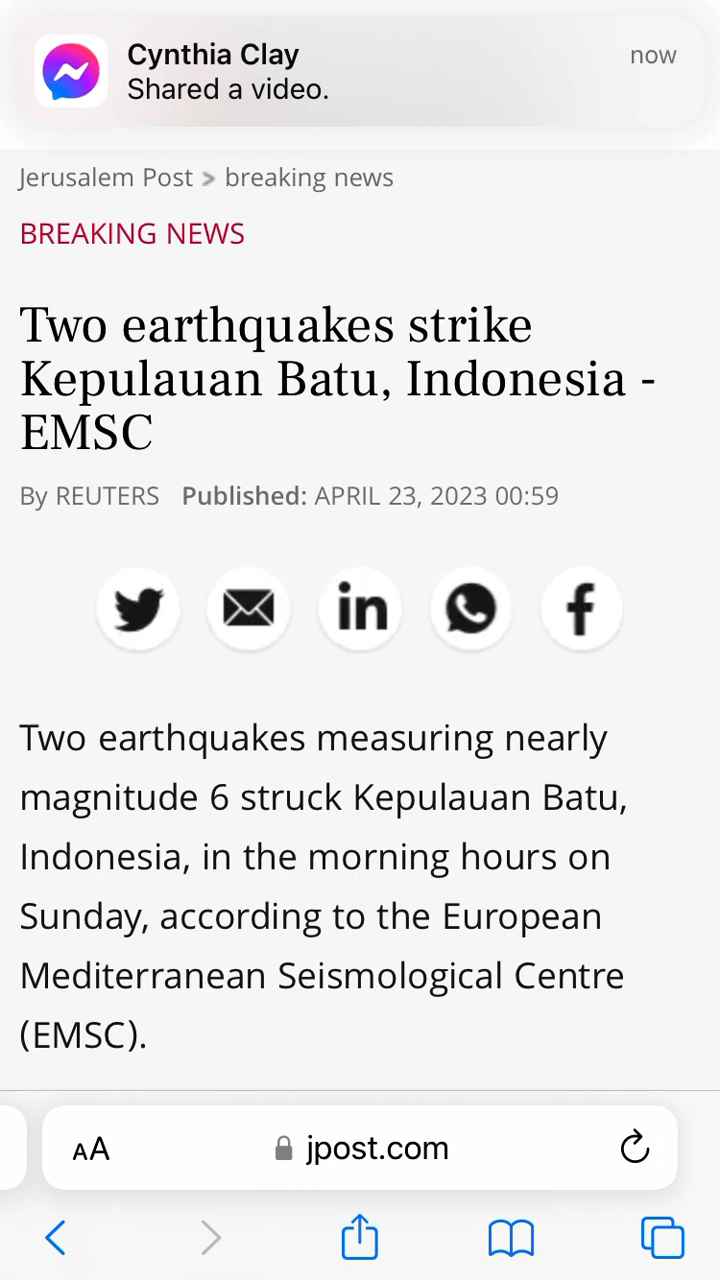 Cynthia Clay now
Shared a video.
Jerusalem Post > breaking news
BREAKING NEWS
Two earthquakes strike
Kepulauan Batu, Indonesia -
EMSC
By REUTERS Published: APRIL 23, 2023 00:59
Two earthquakes measuring nearly
magnitude 6 struck Kepulauan Batu,
Indonesia, in the morning hours on
Sunday, according to the European
Mediterranean Seismological Centre
(EMSC).
AA jpost.com